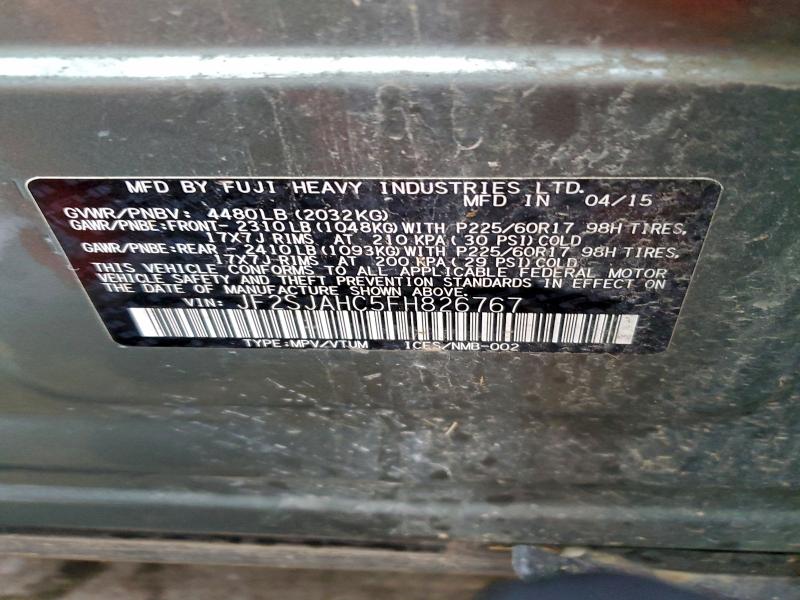 MFD BY FUJI HEAVY INDUSTRIES LTD.
MFD IN 04/15
GVWR/PNBV: 4480LB (2032KG)
GAWR/PNBE:FRONT- 2310LB(1048KG)WITH P225/60R17 98H TIRES,
17X7J RIMS AT 210 KPA( 30 PSI)COLD
GAWR/PNBE:REAR - 2410LB(1093KG)WITH P225/60R17 98H TIRES,
17X7J RIMS AT 200 KPA( 29 PSI)COLD
THIS VEHICLE CONFORMS TO ALL APPLICABLE FEDERAL MOTOR
VEHICLE SAFETY AND THEFT PREVENTION STANDARDS IN EFFECT ON
THE DATE OF MANUFACTURE SHOWN ABOVE.
VIN: JF2SJAHC5FH826767
TYPE:MPV/VTUM ICES/NMB-002